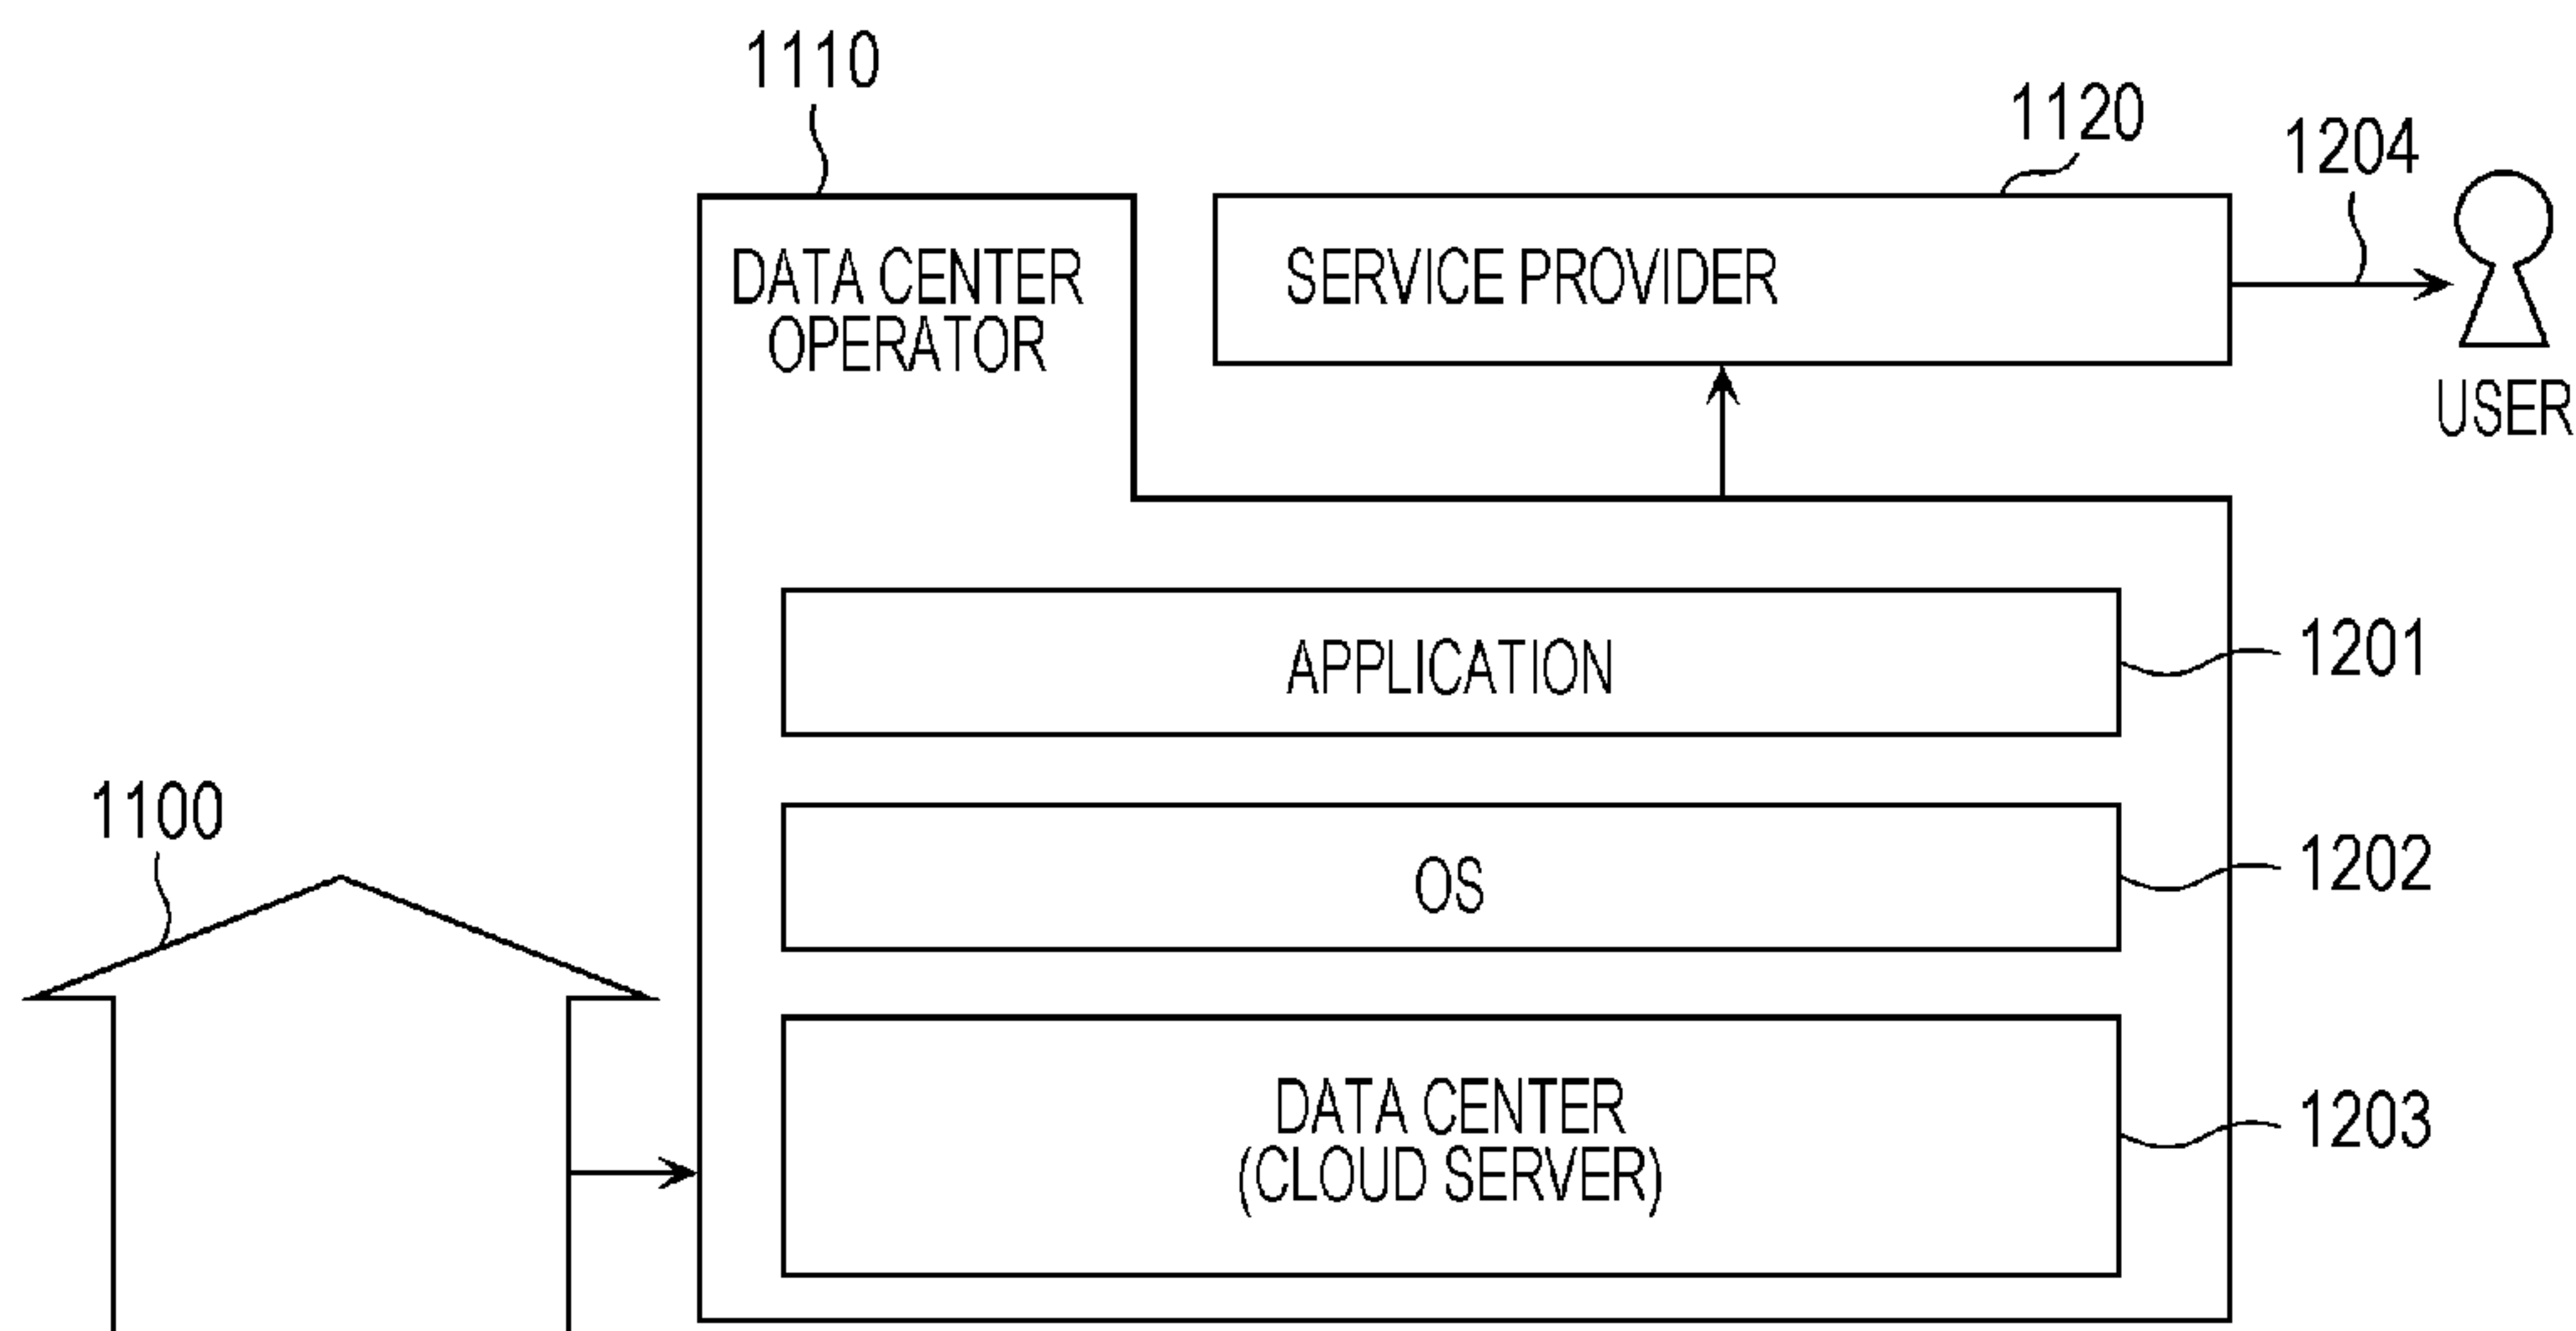 1110
1120
1204
DATA CENTER
OPERATOR
SERVICE PROVIDER
USER
APPLICATION
1201
1100
OS
1202
DATA CENTER
(CLOUD SERVER)
1203